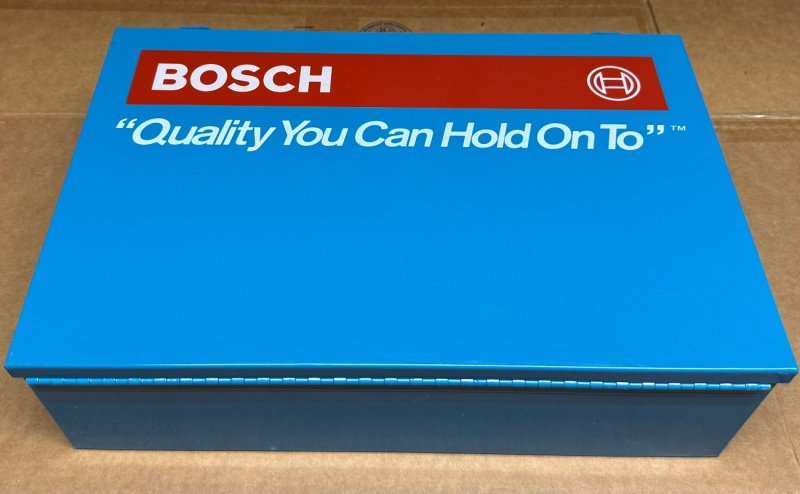 BOSCH
“Quality You Can Hold On To”™